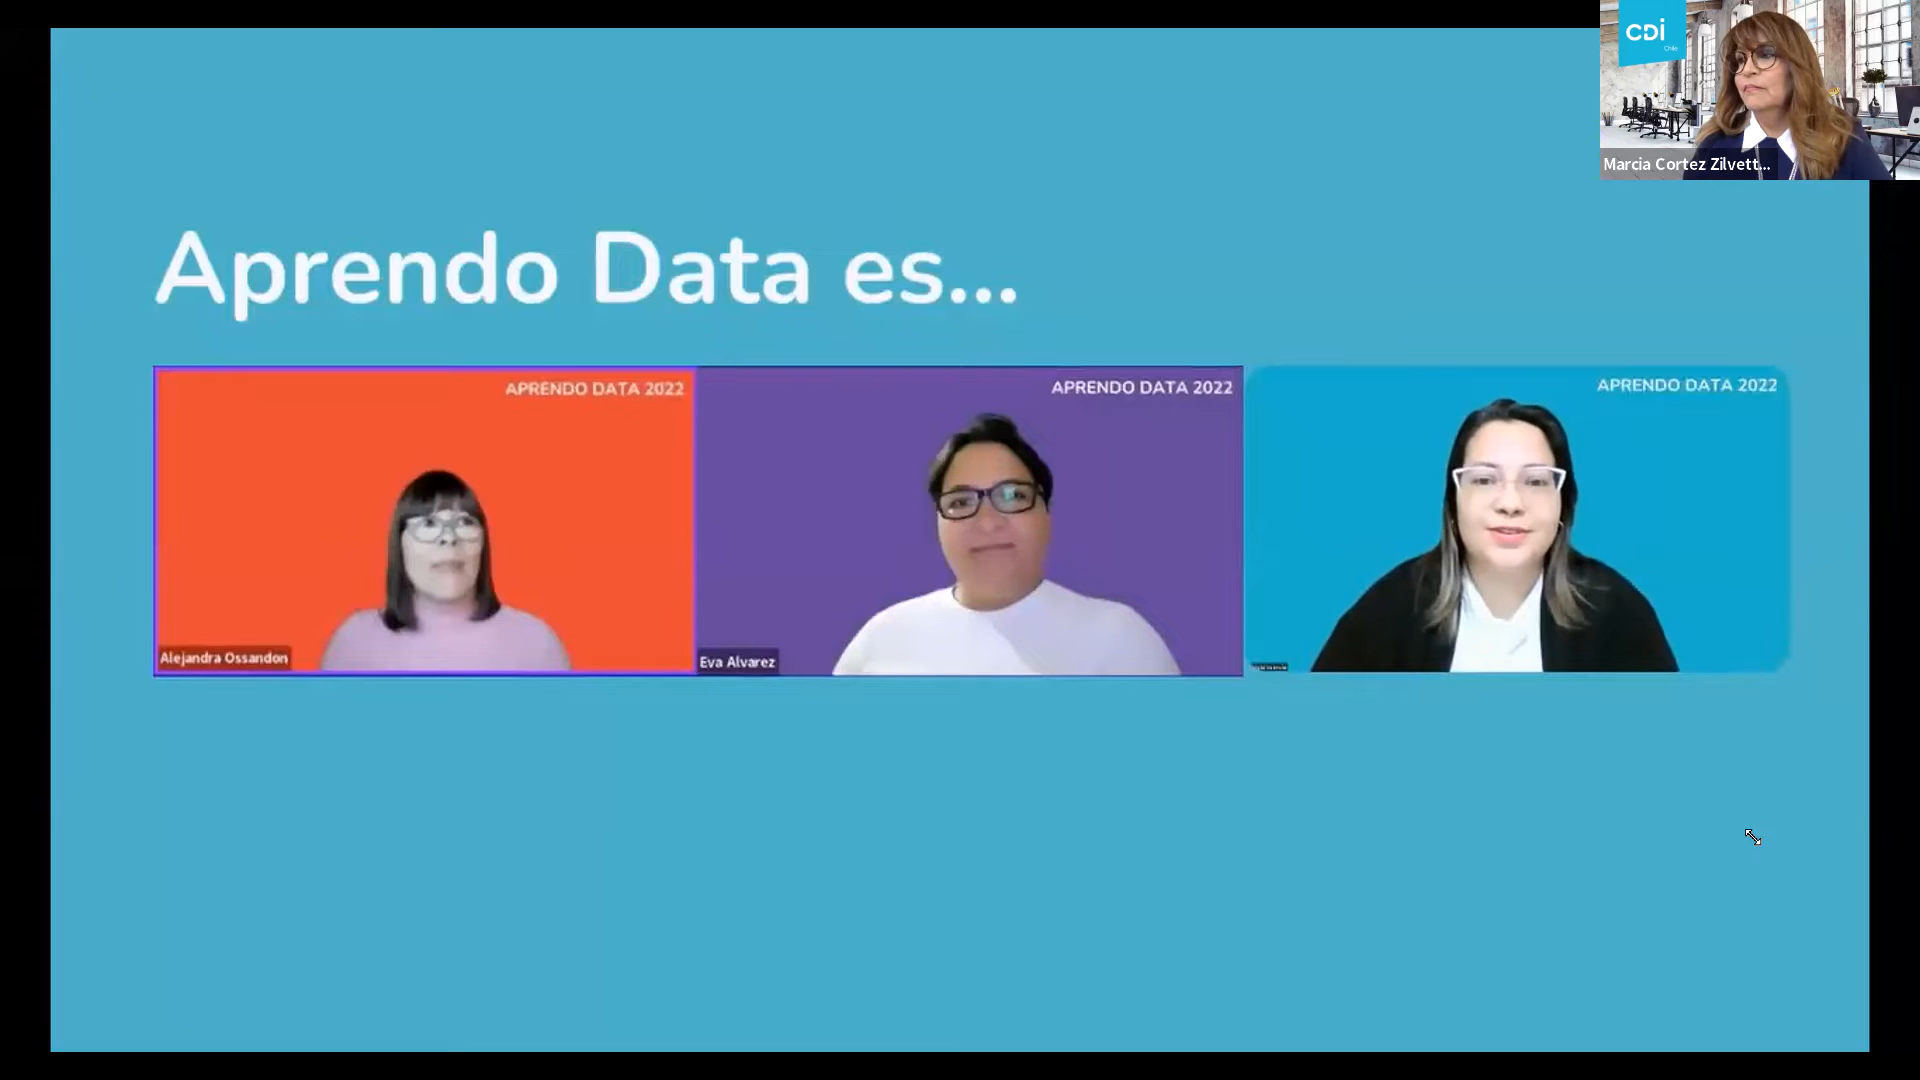 CDI
Chile
Marcia Cortez Zilvett...
Aprendo Data es...
APRENDO DATA 2022
APRENDO DATA 2022
APRENDO DATA 2022
Alejandra Ossandon
Eva Alvarez